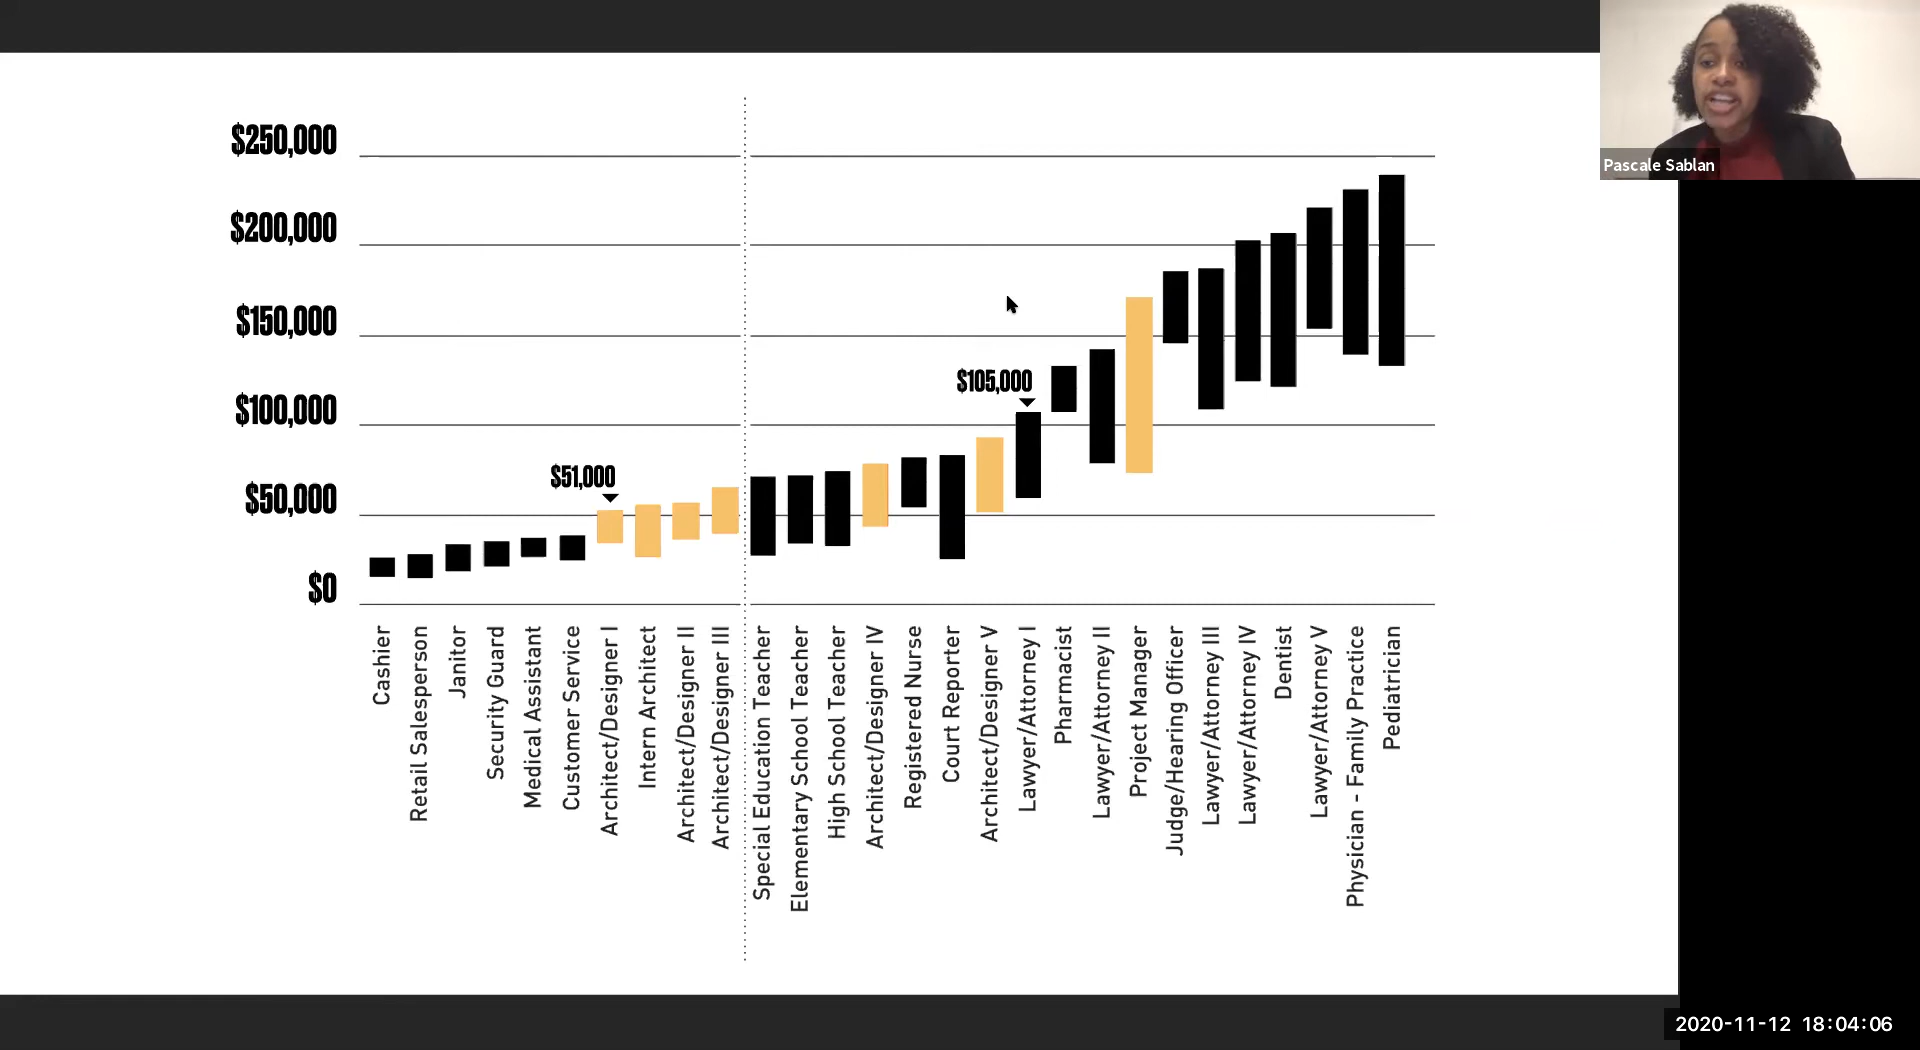 Pascale Sablan
$250,000
$200,000
$150,000
$105,000
$100,000
$51,000
$50,000
$0
Cashier
Retail Salesperson
Janitor
Security Guard
Medical Assistant
Customer Service
Architect/Designer I
Intern Architect
Architect/Designer II
Architect/Designer III
Special Education Teacher
Elementary School Teacher
High School Teacher
Architect/Designer IV
Registered Nurse
Court Reporter
Architect/Designer V
Lawyer/Attorney I
Pharmacist
Lawyer/Attorney II
Project Manager
Judge/Hearing Officer
Lawyer/Attorney III
Lawyer/Attorney IV
Dentist
Lawyer/Attorney V
Physician - Family Practice
Pediatrician
2020-11-12 18:04:06